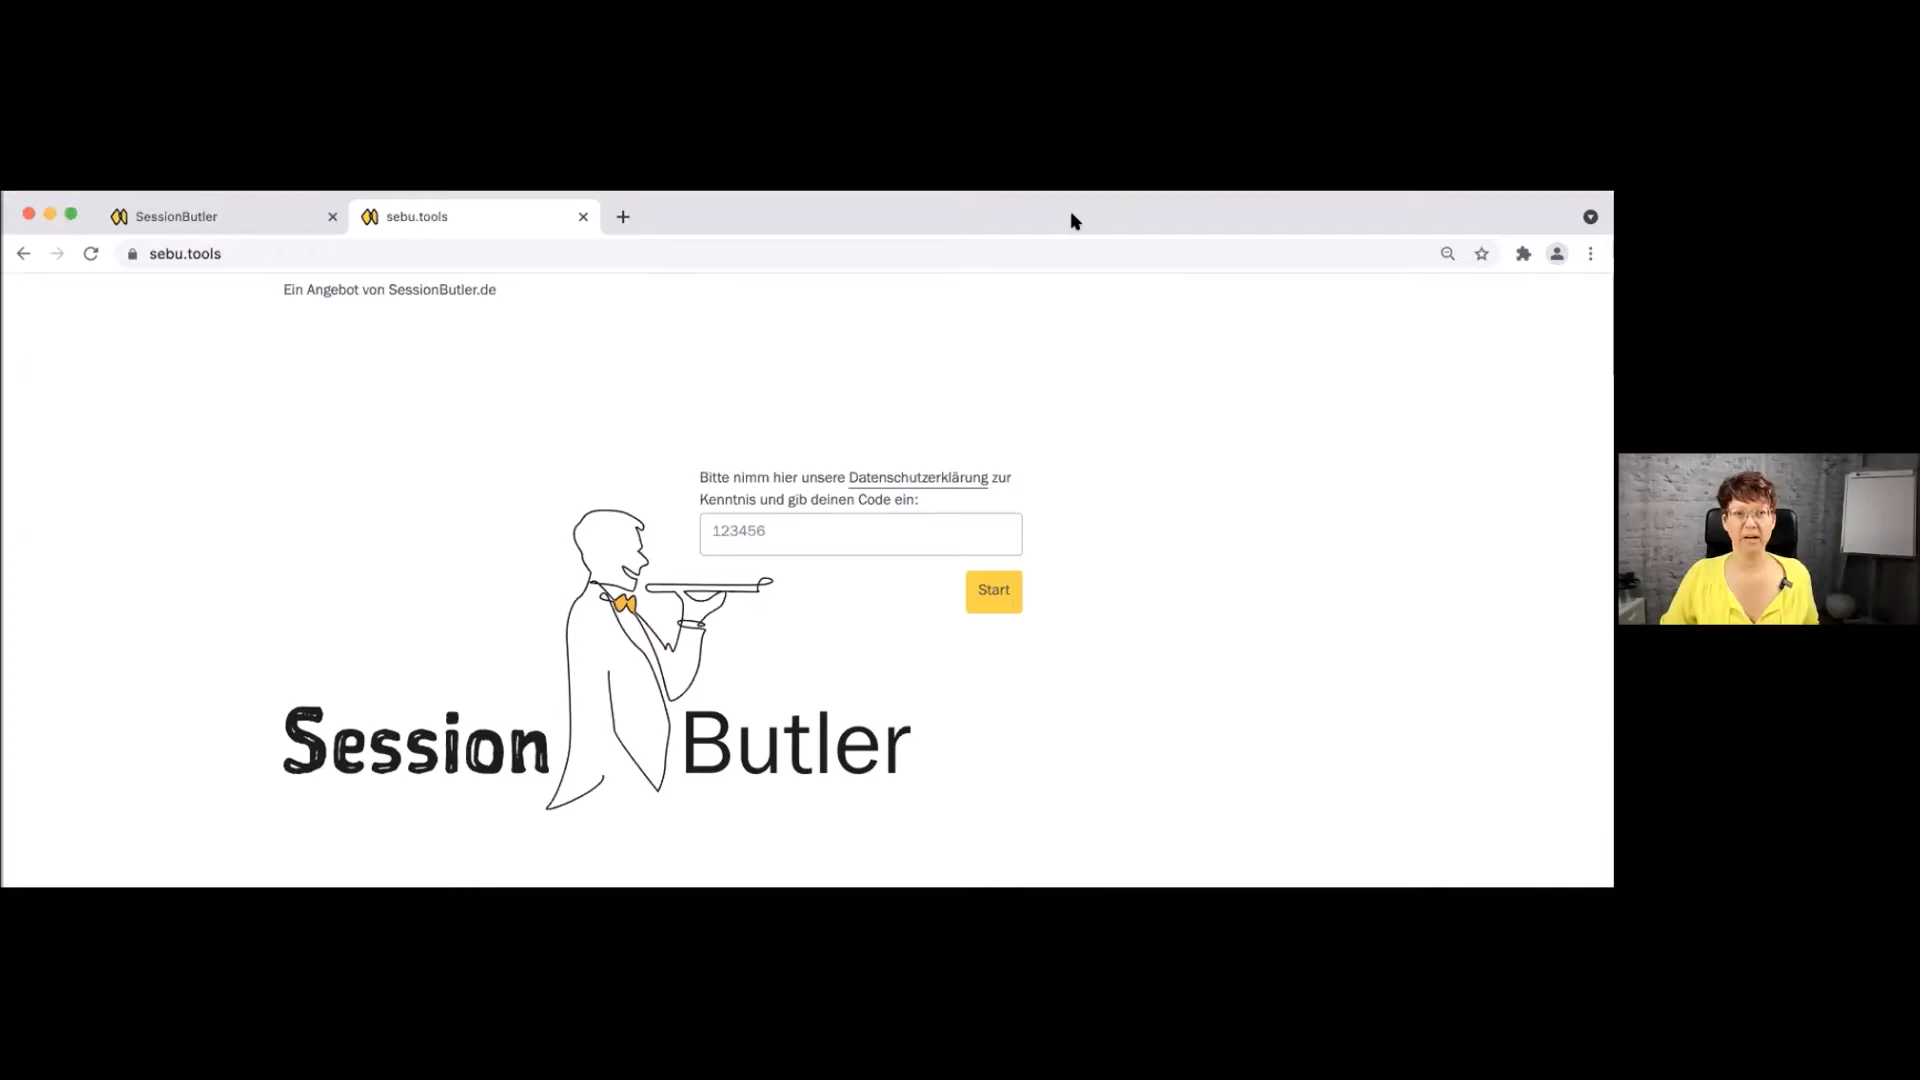 SessionButler
sebu.tools
sebu.tools
Ein Angebot von SessionButler.de
Bitte nimm hier unsere Datenschutzerklärung zur
Kenntnis und gib deinen Code ein:
123456
Start
Session Butler